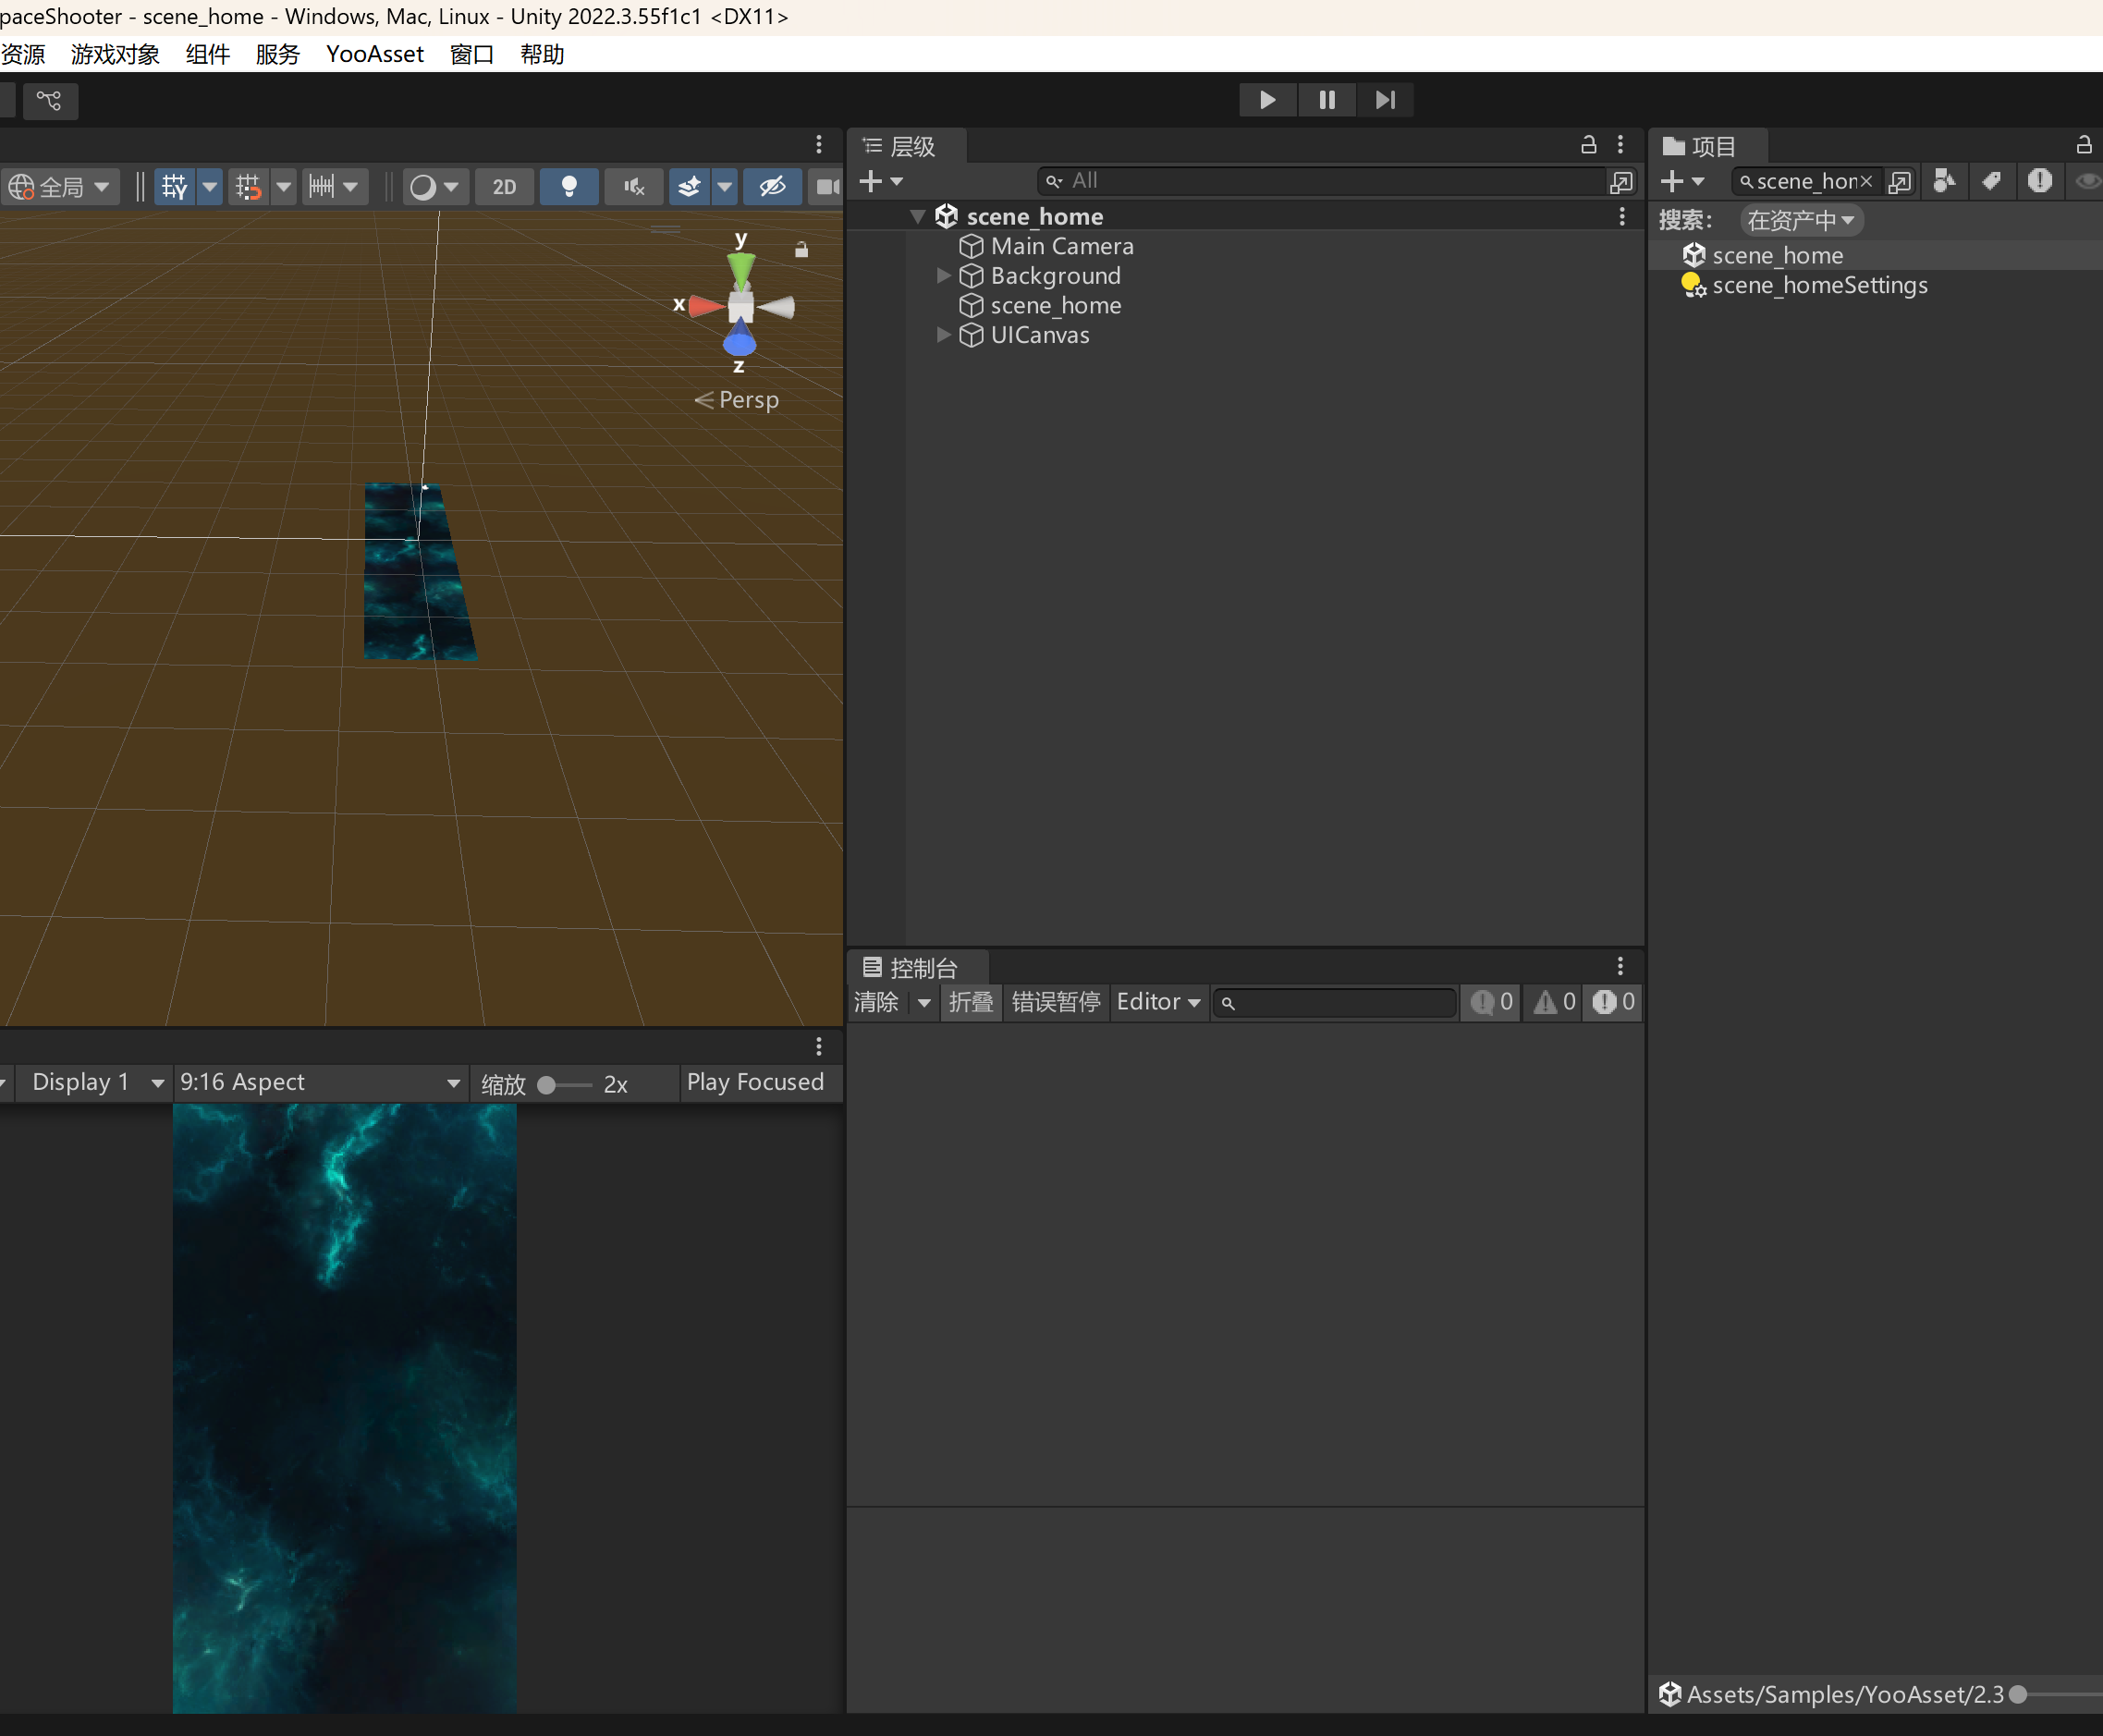 paceShooter - scene_home - Windows, Mac, Linux - Unity 2022.3.55f1c1 <DX11>
资源 游戏对象 组件 服务 YooAsset 窗口 帮助
全局 2D
y
x
z
Persp
层级
All
scene_home
Main Camera
Background
scene_home
UICanvas
项目
scene_hon
搜索: 在资产中
scene_home
scene_homeSettings
控制台
清除 折叠 错误暂停 Editor 0 0 0
Display 1 9:16 Aspect 缩放 2x Play Focused
Assets/Samples/YooAsset/2.3